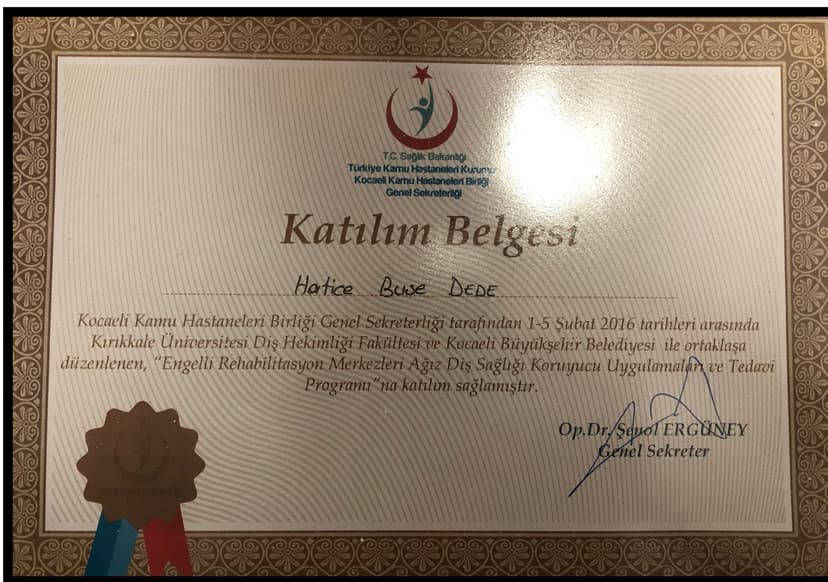 T.C. Sağlık Bakanlığı
Türkiye Kamu Hastaneleri Kurumu
Kocaeli Kamu Hastaneleri Birliği
Genel Sekreterliği
Katılım Belgesi
Hatice Buse DEDE
Kocaeli Kamu Hastaneleri Birliği Genel Sekreterliği tarafından 1-5 Şubat 2016 tarihleri arasında
Kırıkkale Üniversitesi Diş Hekimliği Fakültesi ve Kocaeli Büyükşehir Belediyesi ile ortaklaşa
düzenlenen, “Engelli Rehabilitasyon Merkezleri Ağız Diş Sağlığı Koruyucu Uygulamaları ve Tedavi
Programı”na katılım sağlamıştır.
Op.Dr. Şenol ERGÜNEY
Genel Sekreter